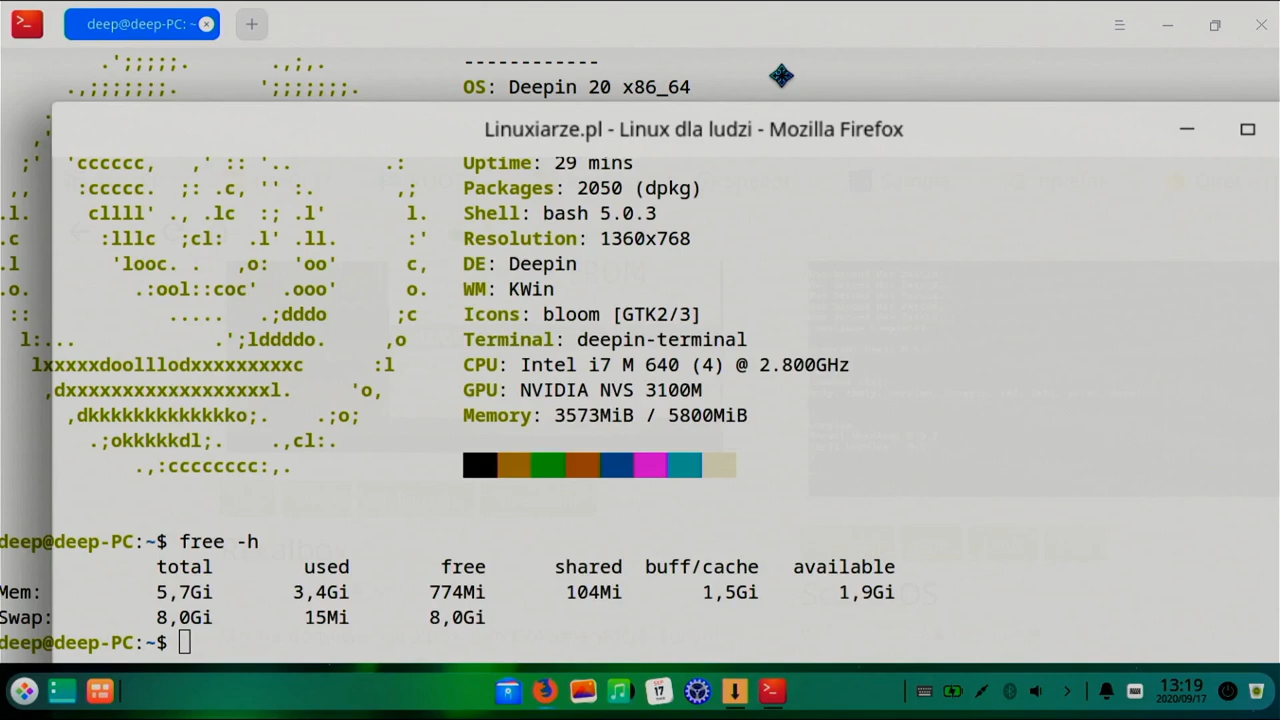 deep@deep-PC: ~
------------
OS: Deepin 20 x86_64
Linuxiarze.pl - Linux dla ludzi - Mozilla Firefox
Uptime: 29 mins
Packages: 2050 (dpkg)
Shell: bash 5.0.3
Resolution: 1360x768
DE: Deepin
WM: KWin
Icons: bloom [GTK2/3]
Terminal: deepin-terminal
CPU: Intel i7 M 640 (4) @ 2.800GHz
GPU: NVIDIA NVS 3100M
Memory: 3573MiB / 5800MiB
deep@deep-PC:~$ free -h
total used free shared buff/cache available
Mem: 5,7Gi 3,4Gi 774Mi 104Mi 1,5Gi 1,9Gi
Swap: 8,0Gi 15Mi 8,0Gi
deep@deep-PC:~$
SEP
17
13:19
2020/09/17